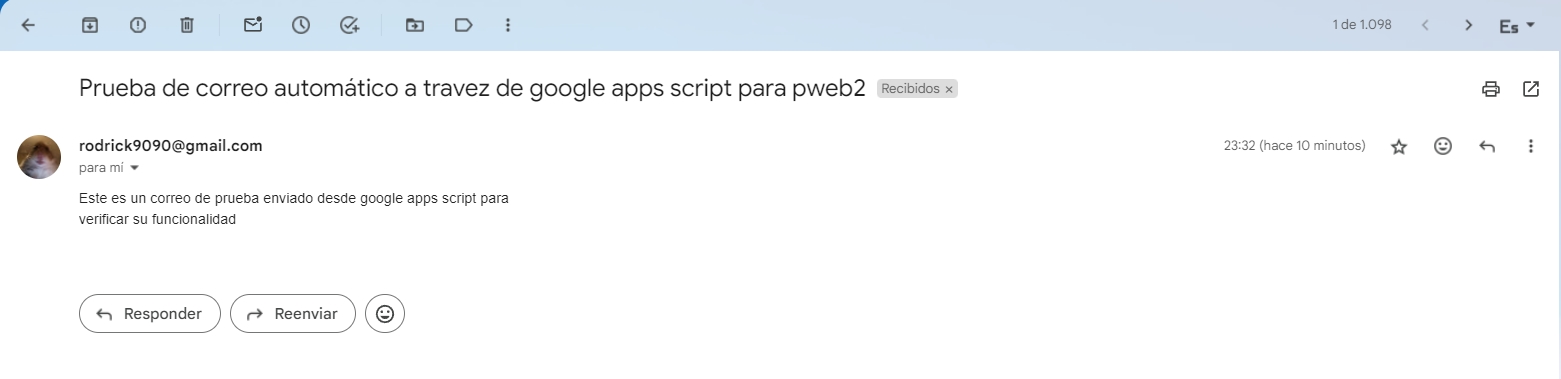 1 de 1.098
Es
Prueba de correo automático a travez de google apps script para pweb2 Recibidos ×
rodrick9090@gmail.com 23:32 (hace 10 minutos)
para mí
Este es un correo de prueba enviado desde google apps script para
verificar su funcionalidad
Responder Reenviar